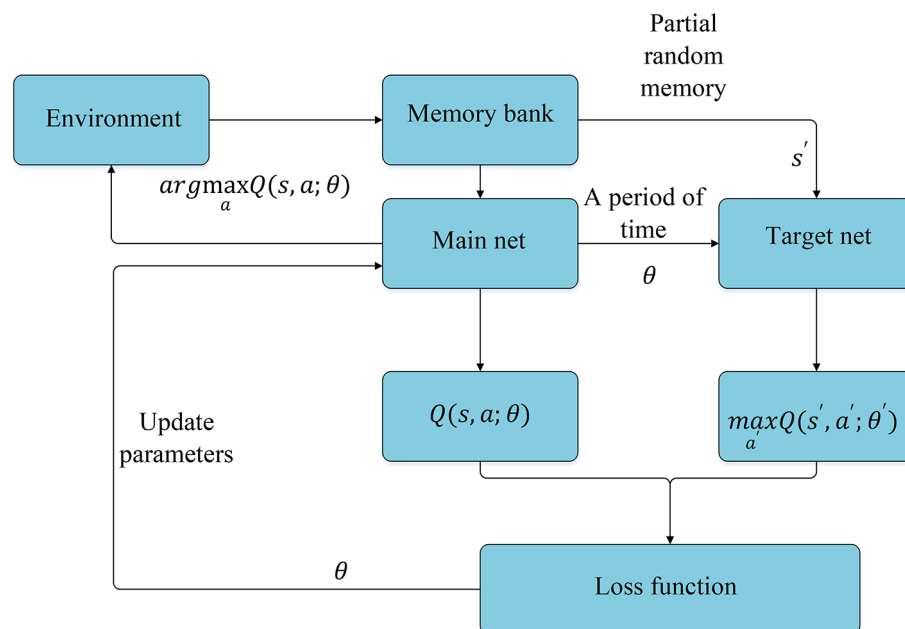 Partial
random
memory
Environment
Memory bank
s′
argmaxQ(s, a; θ)
a
A period of
time
Main net
Target net
θ
Q(s, a; θ)
maxQ(s′, a′; θ′)
a′
Update
parameters
θ
Loss function